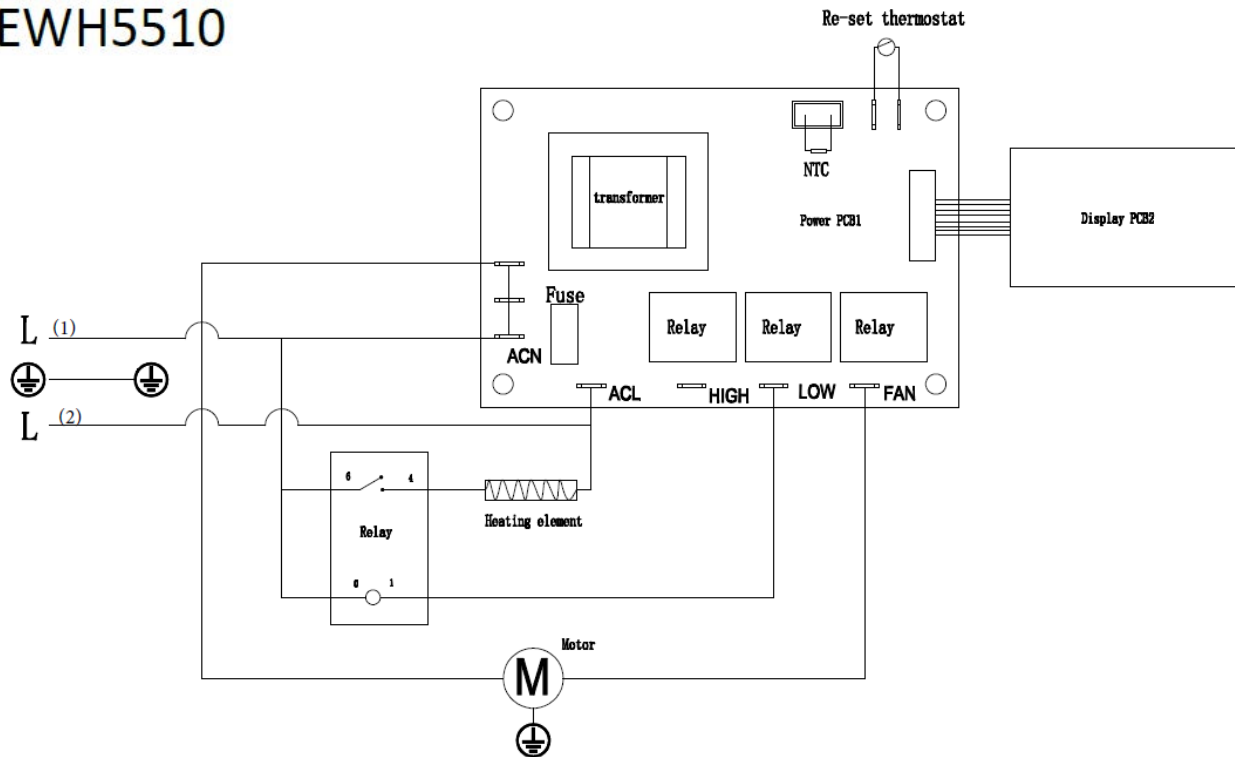 EWH5510
Re-set thermostat
NTC
transformer
Power PCB1
Display PCB2
Fuse
Relay
Relay
Relay
L (1)
ACN
ACL
HIGH
LOW
FAN
L (2)
6
4
Heating element
Relay
1
Motor
M